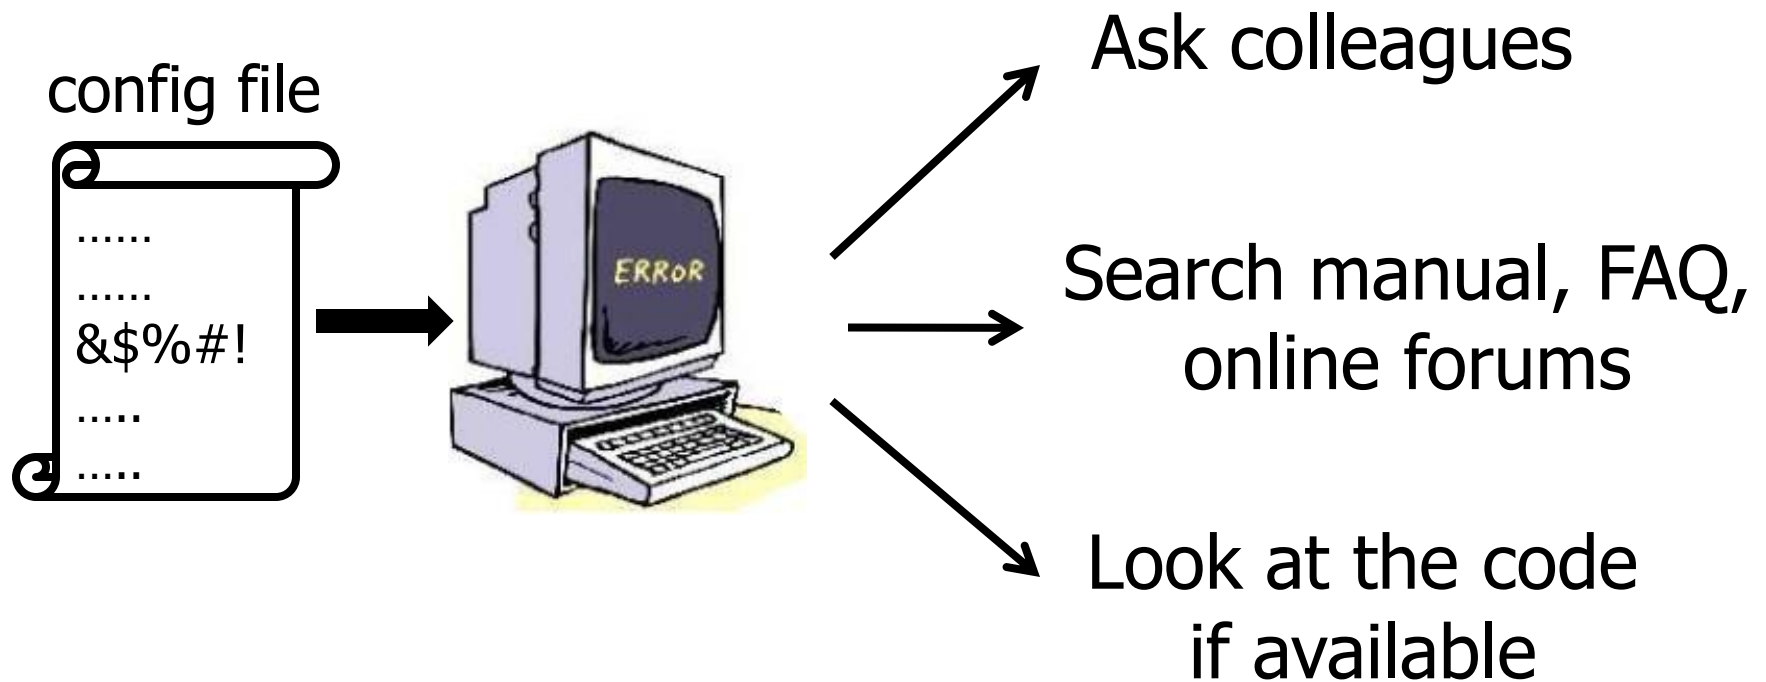 config file
......
......
&$%#!
.....
.....
ERRoR
Ask colleagues
Search manual, FAQ,
online forums
Look at the code
if available